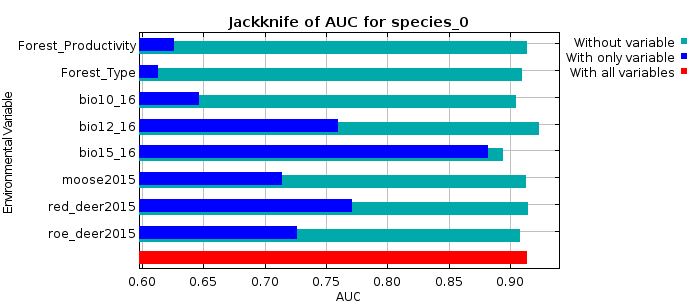 Jackknife of AUC for species_0
Environmental Variable
Forest_Productivity
Forest_Type
bio10_16
bio12_16
bio15_16
moose2015
red_deer2015
roe_deer2015
Without variable
With only variable
With all variables
0.60 0.65 0.70 0.75 0.80 0.85 0.90
AUC